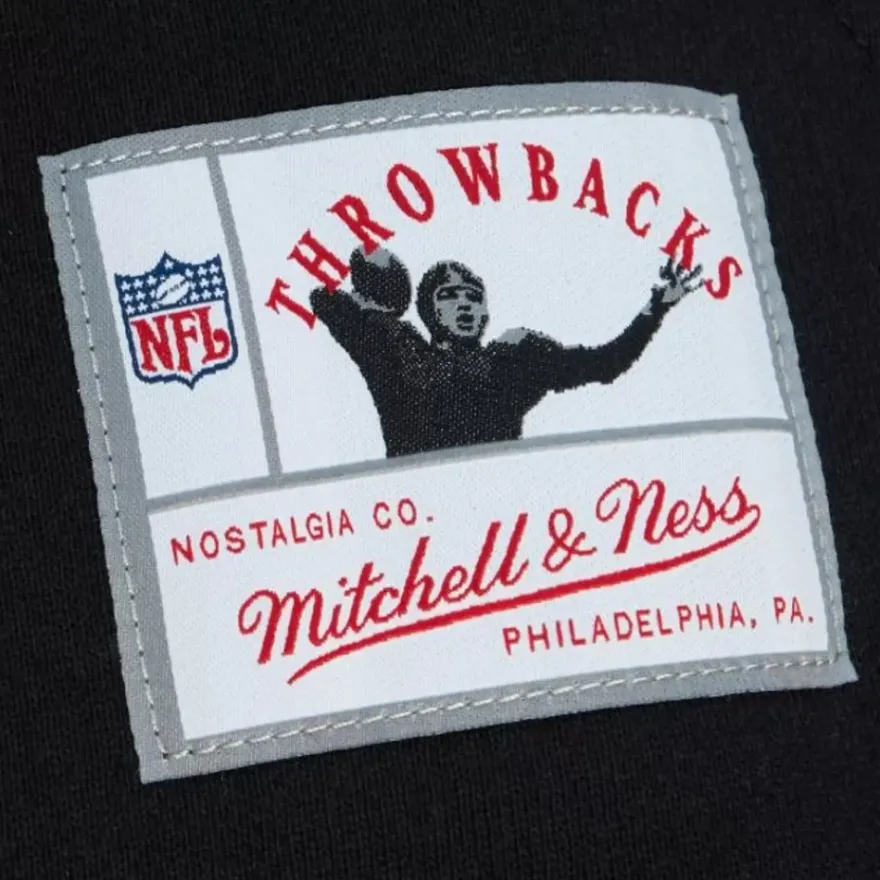 THROWBACKS
NFL
NOSTALGIA CO.
Mitchell & Ness
PHILADELPHIA, PA.